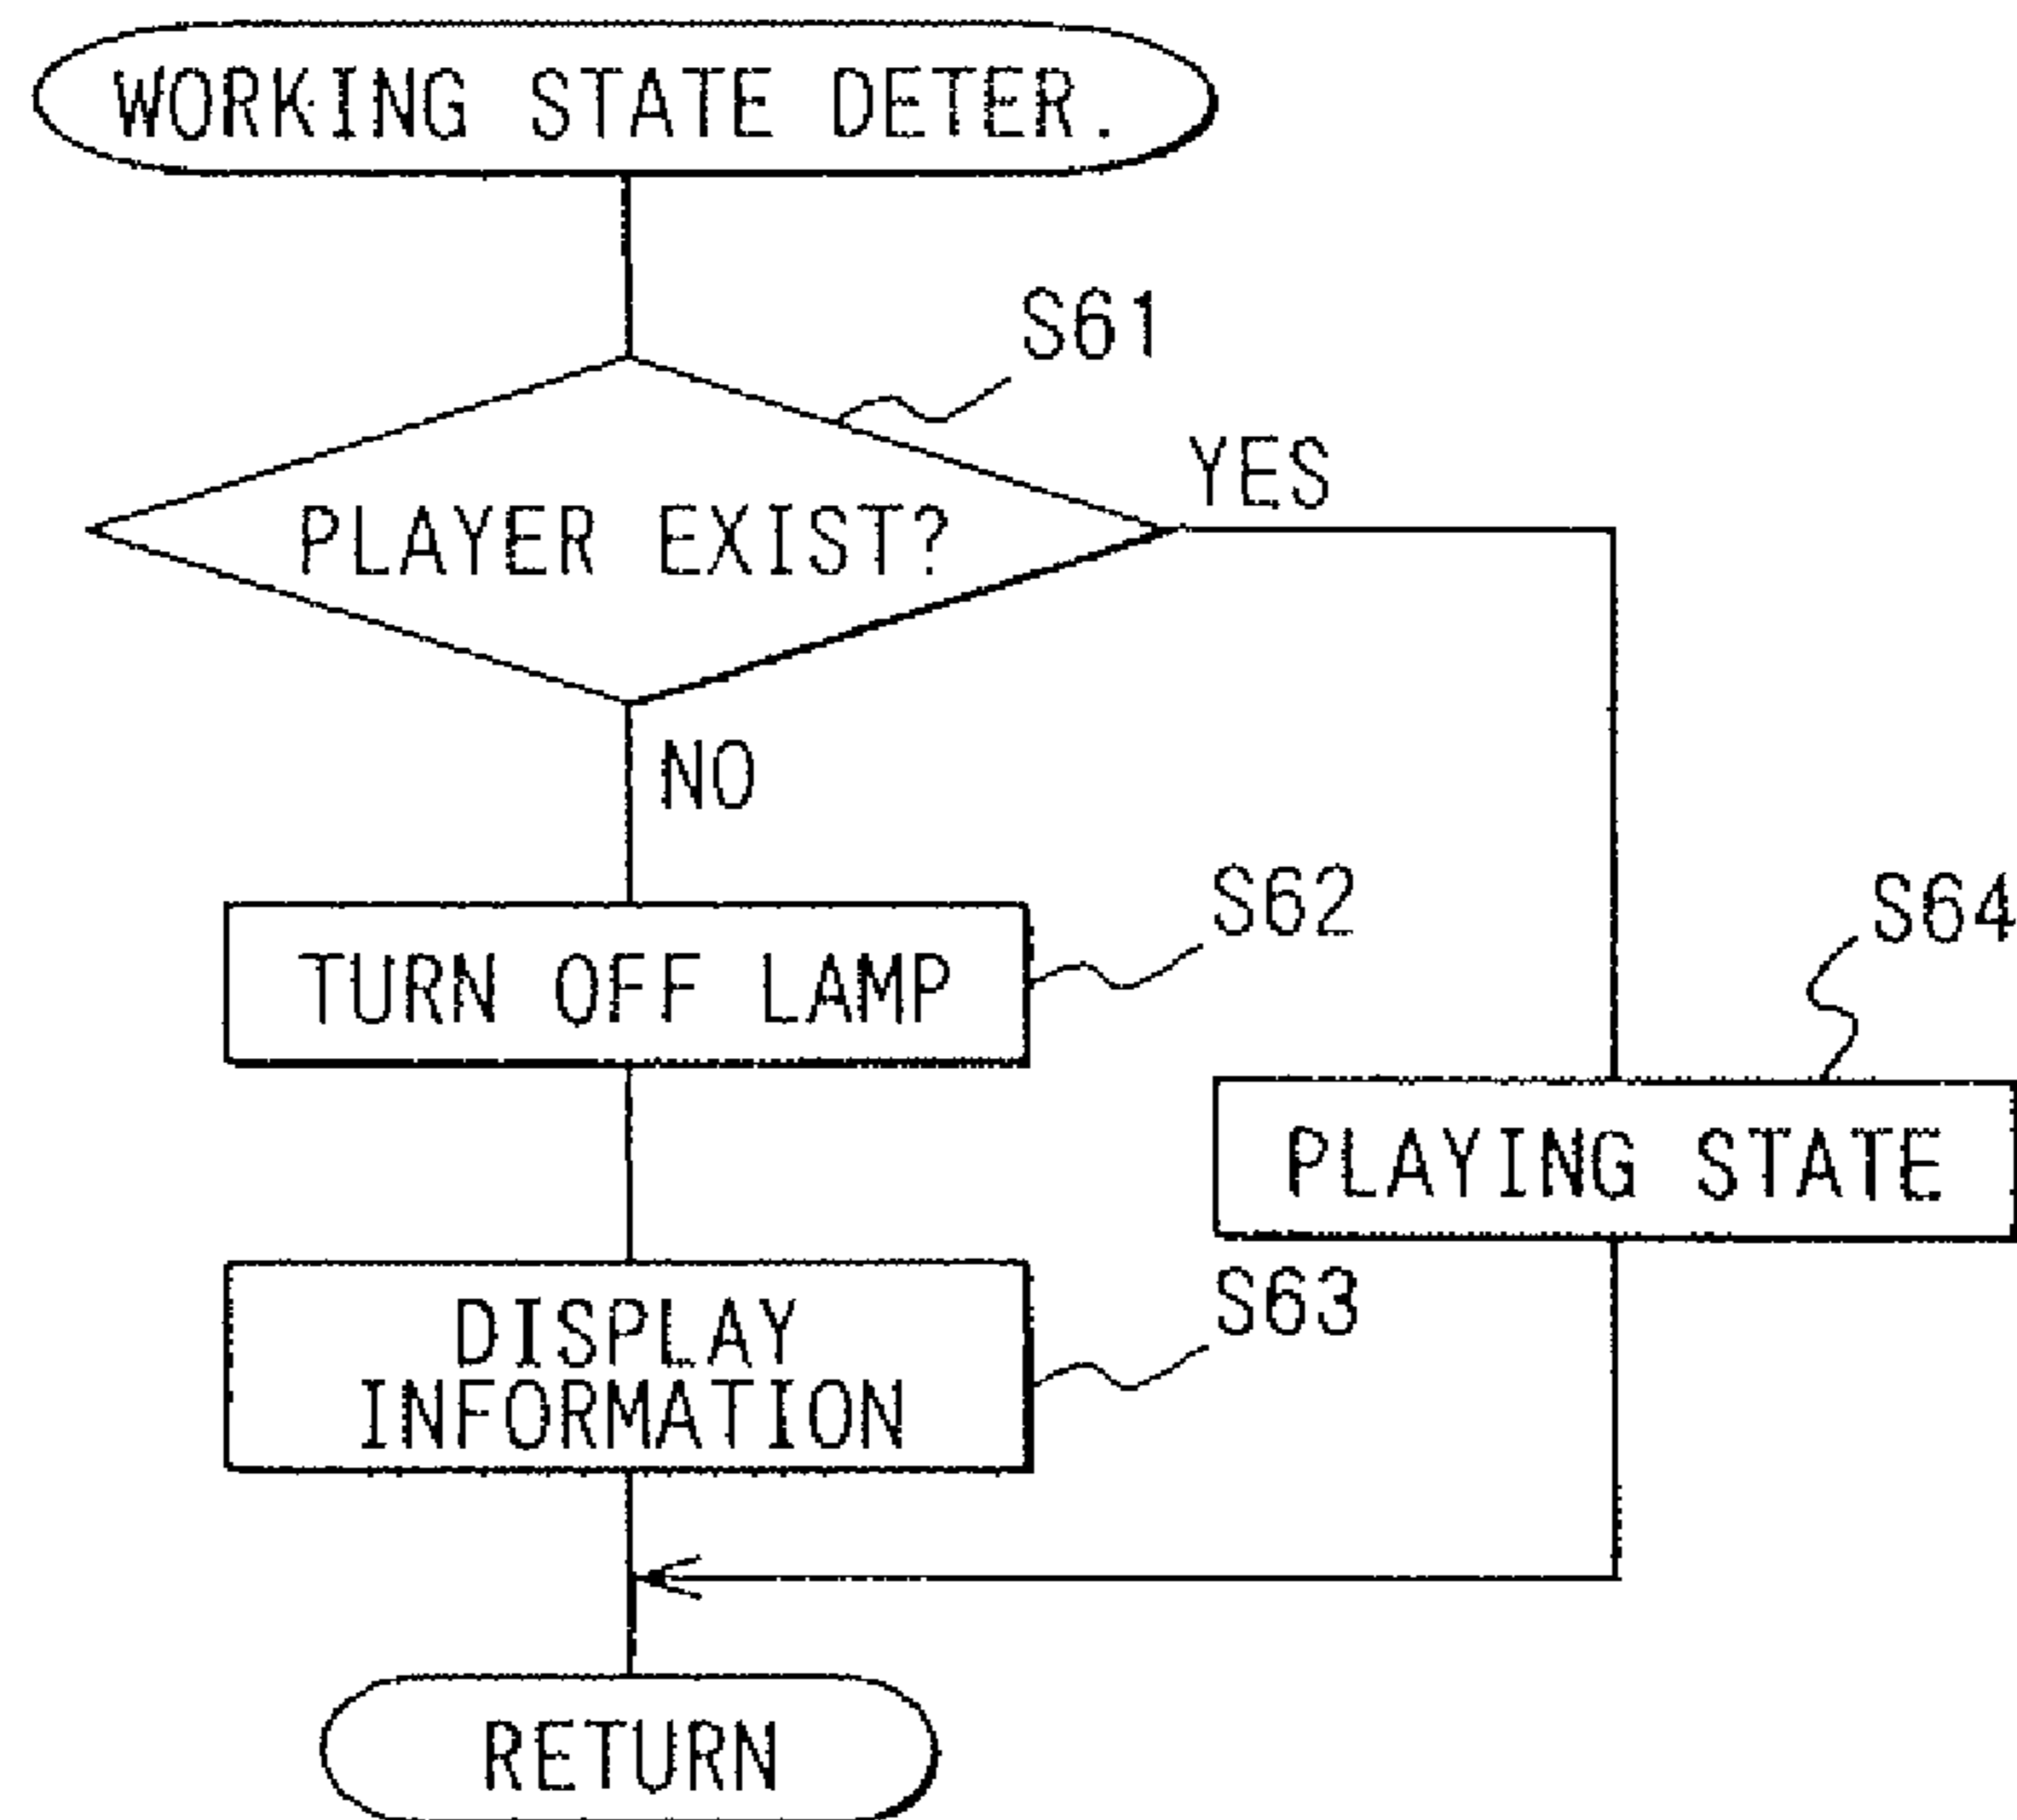 WORKING STATE DETER.
S61
YES
PLAYER EXIST?
NO
S62
TURN OFF LAMP
S64
PLAYING STATE
S63
DISPLAY
INFORMATION
RETURN